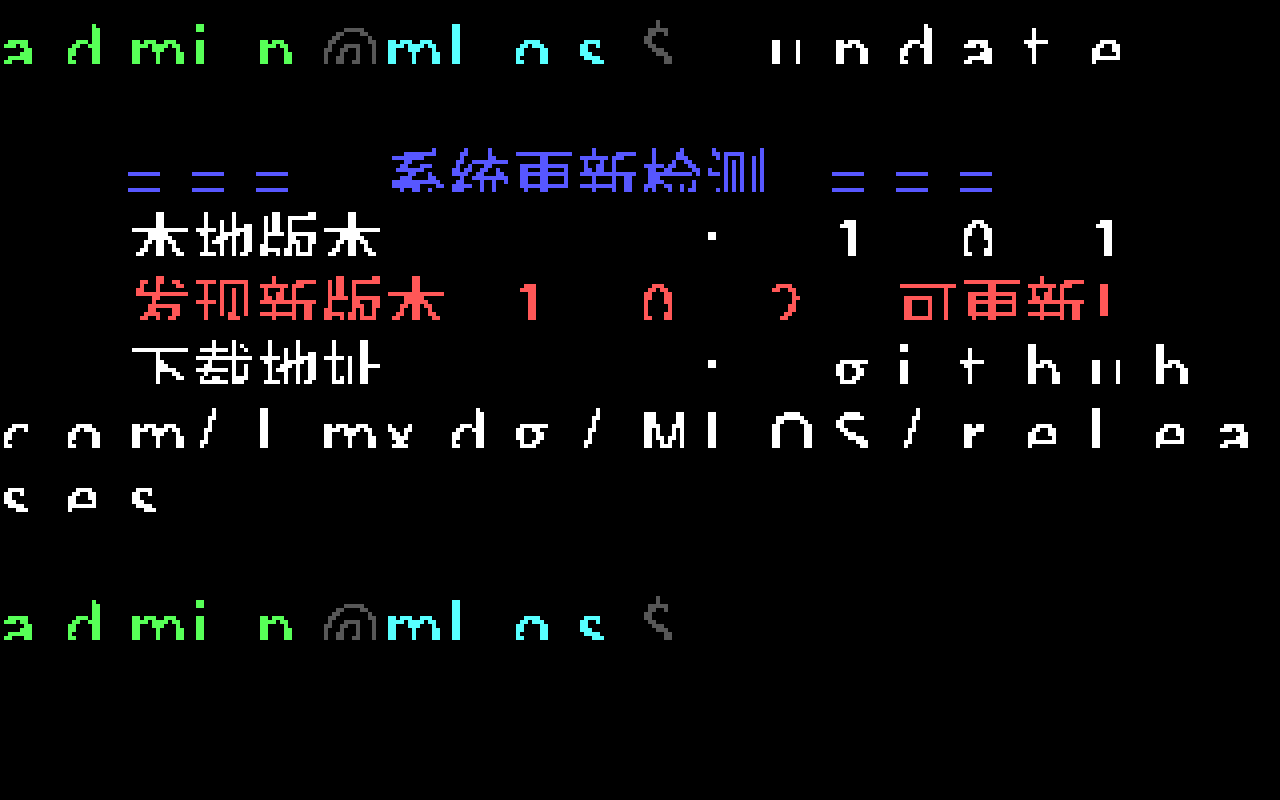 admin@mlos$ update
=== 系统更新检测 ===
本地版本: 1.0.1
发现新版本 1.0.2 可更新!
下载地址: github.
com/lmxdg/MLOS/relea
ses
admin@mlos$